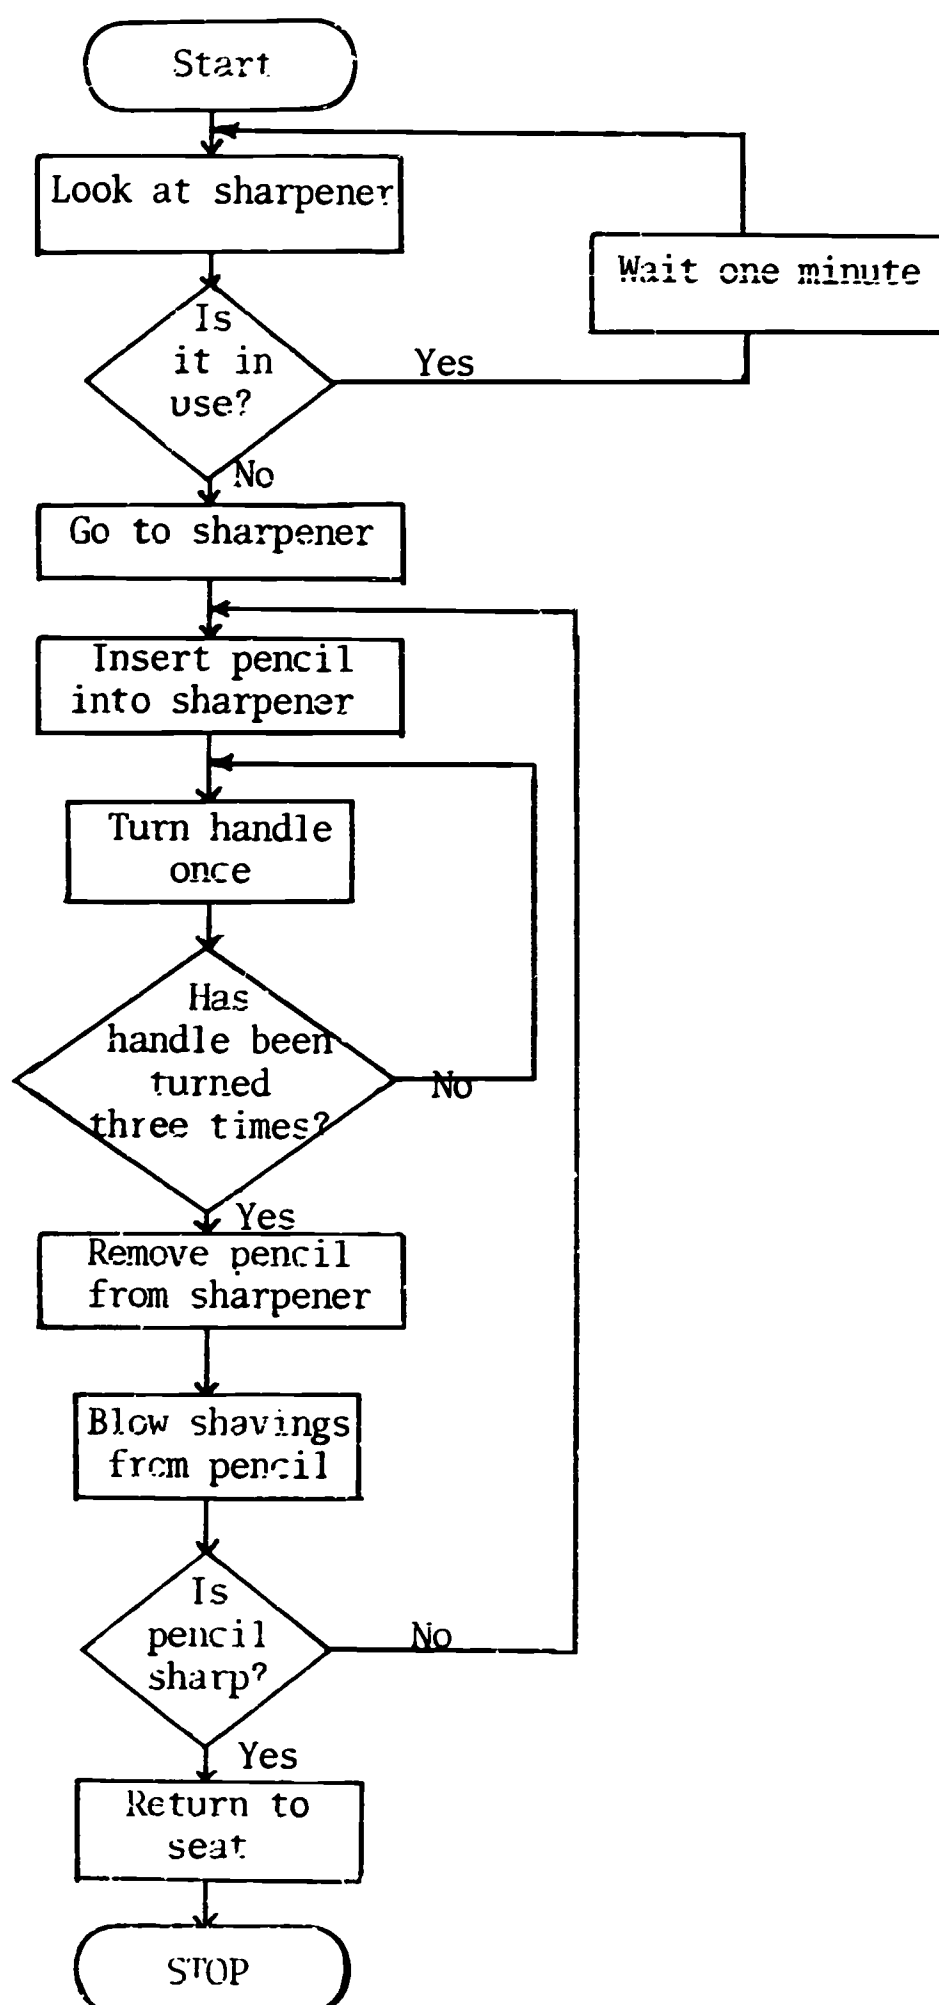 Start
Look at sharpener
Wait one minute
Is
it in
use?
Yes
No
Go to sharpener
Insert pencil
into sharpener
Turn handle
once
Has
handle been
turned
three times?
No
Yes
Remove pencil
from sharpener
Blow shavings
from pencil
Is
pencil
sharp?
No
Yes
Return to
seat
STOP